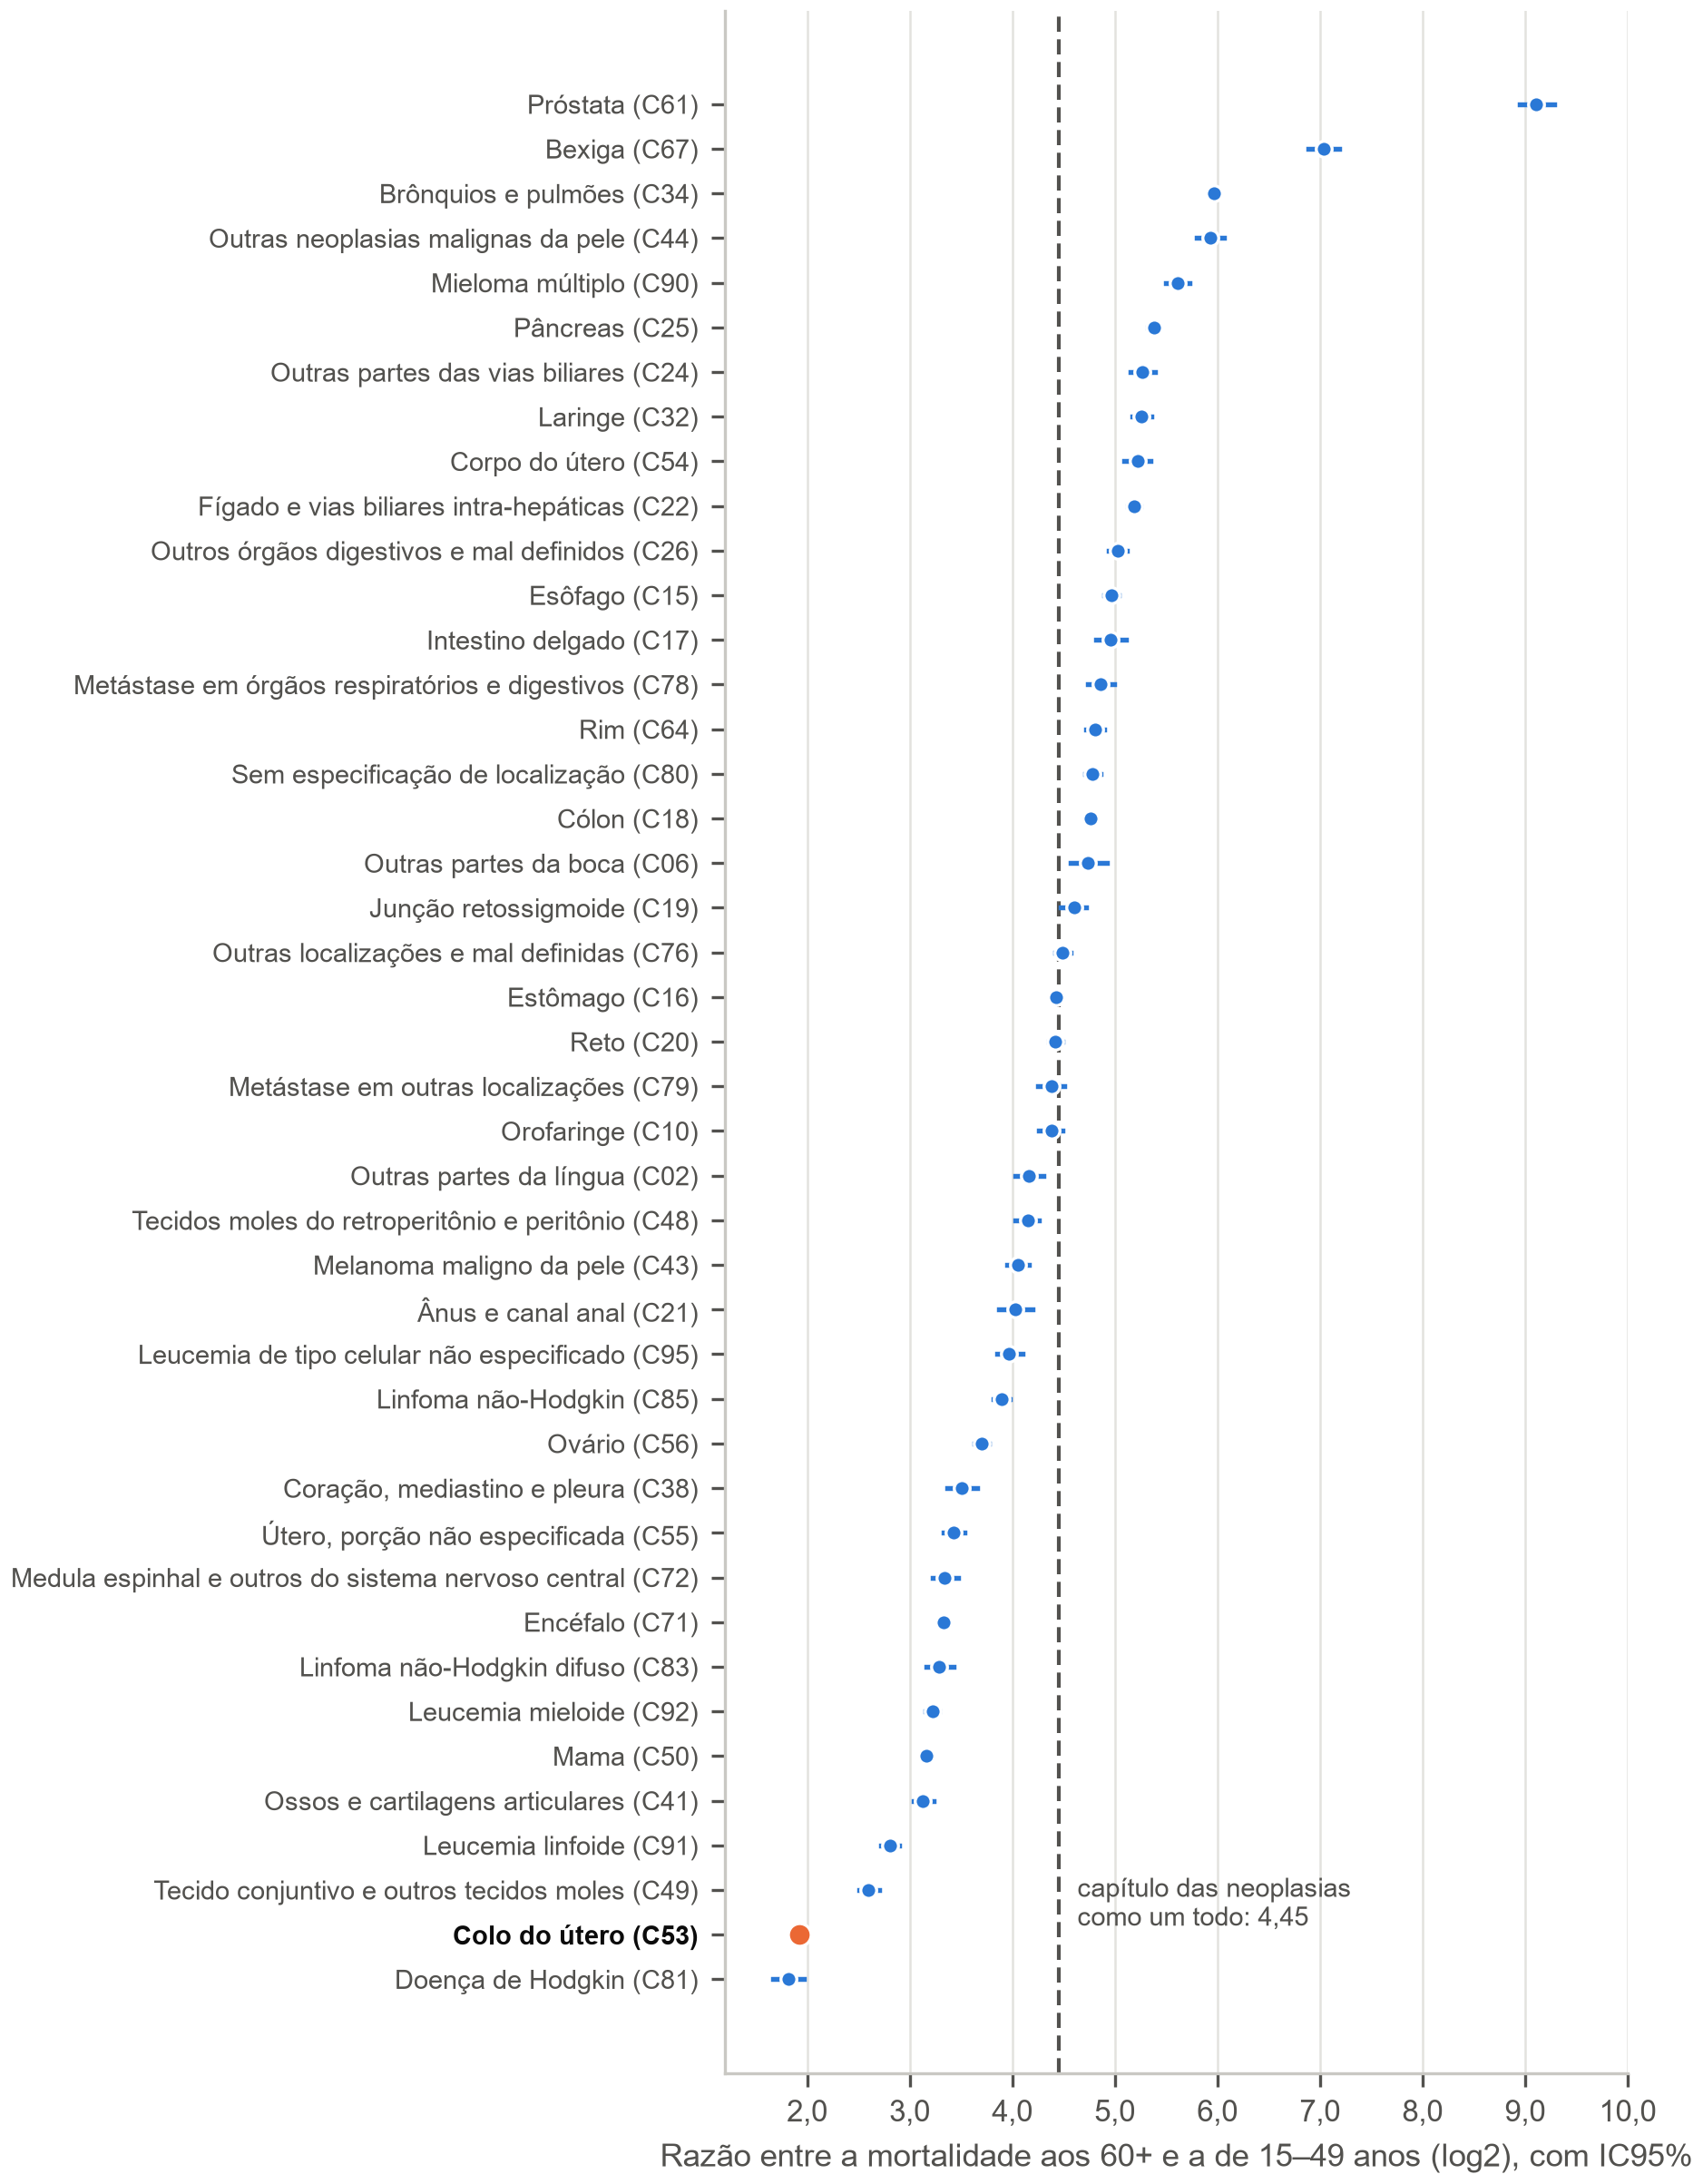 Próstata (C61)
Bexiga (C67)
Brônquios e pulmões (C34)
Outras neoplasias malignas da pele (C44)
Mieloma múltiplo (C90)
Pâncreas (C25)
Outras partes das vias biliares (C24)
Laringe (C32)
Corpo do útero (C54)
Fígado e vias biliares intra-hepáticas (C22)
Outros órgãos digestivos e mal definidos (C26)
Esôfago (C15)
Intestino delgado (C17)
Metástase em órgãos respiratórios e digestivos (C78)
Rim (C64)
Sem especificação de localização (C80)
Cólon (C18)
Outras partes da boca (C06)
Junção retossigmoide (C19)
Outras localizações e mal definidas (C76)
Estômago (C16)
Reto (C20)
Metástase em outras localizações (C79)
Orofaringe (C10)
Outras partes da língua (C02)
Tecidos moles do retroperitônio e peritônio (C48)
Melanoma maligno da pele (C43)
Ânus e canal anal (C21)
Leucemia de tipo celular não especificado (C95)
Linfoma não-Hodgkin (C85)
Ovário (C56)
Coração, mediastino e pleura (C38)
Útero, porção não especificada (C55)
Medula espinhal e outros do sistema nervoso central (C72)
Encéfalo (C71)
Linfoma não-Hodgkin difuso (C83)
Leucemia mieloide (C92)
Mama (C50)
Ossos e cartilagens articulares (C41)
Leucemia linfoide (C91)
Tecido conjuntivo e outros tecidos moles (C49)
Colo do útero (C53)
Doença de Hodgkin (C81)
capítulo das neoplasias
como um todo: 4,45
2,0 3,0 4,0 5,0 6,0 7,0 8,0 9,0 10,0
Razão entre a mortalidade aos 60+ e a de 15–49 anos (log2), com IC95%